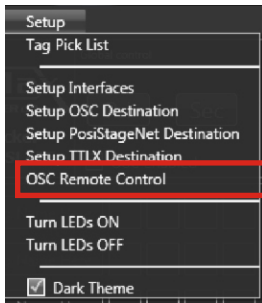 Setup
Tag Pick List
Setup Interfaces
Setup OSC Destination
Setup PosiStageNet Destination
Setup TTLX Destination
OSC Remote Control
Turn LEDs ON
Turn LEDs OFF
Dark Theme